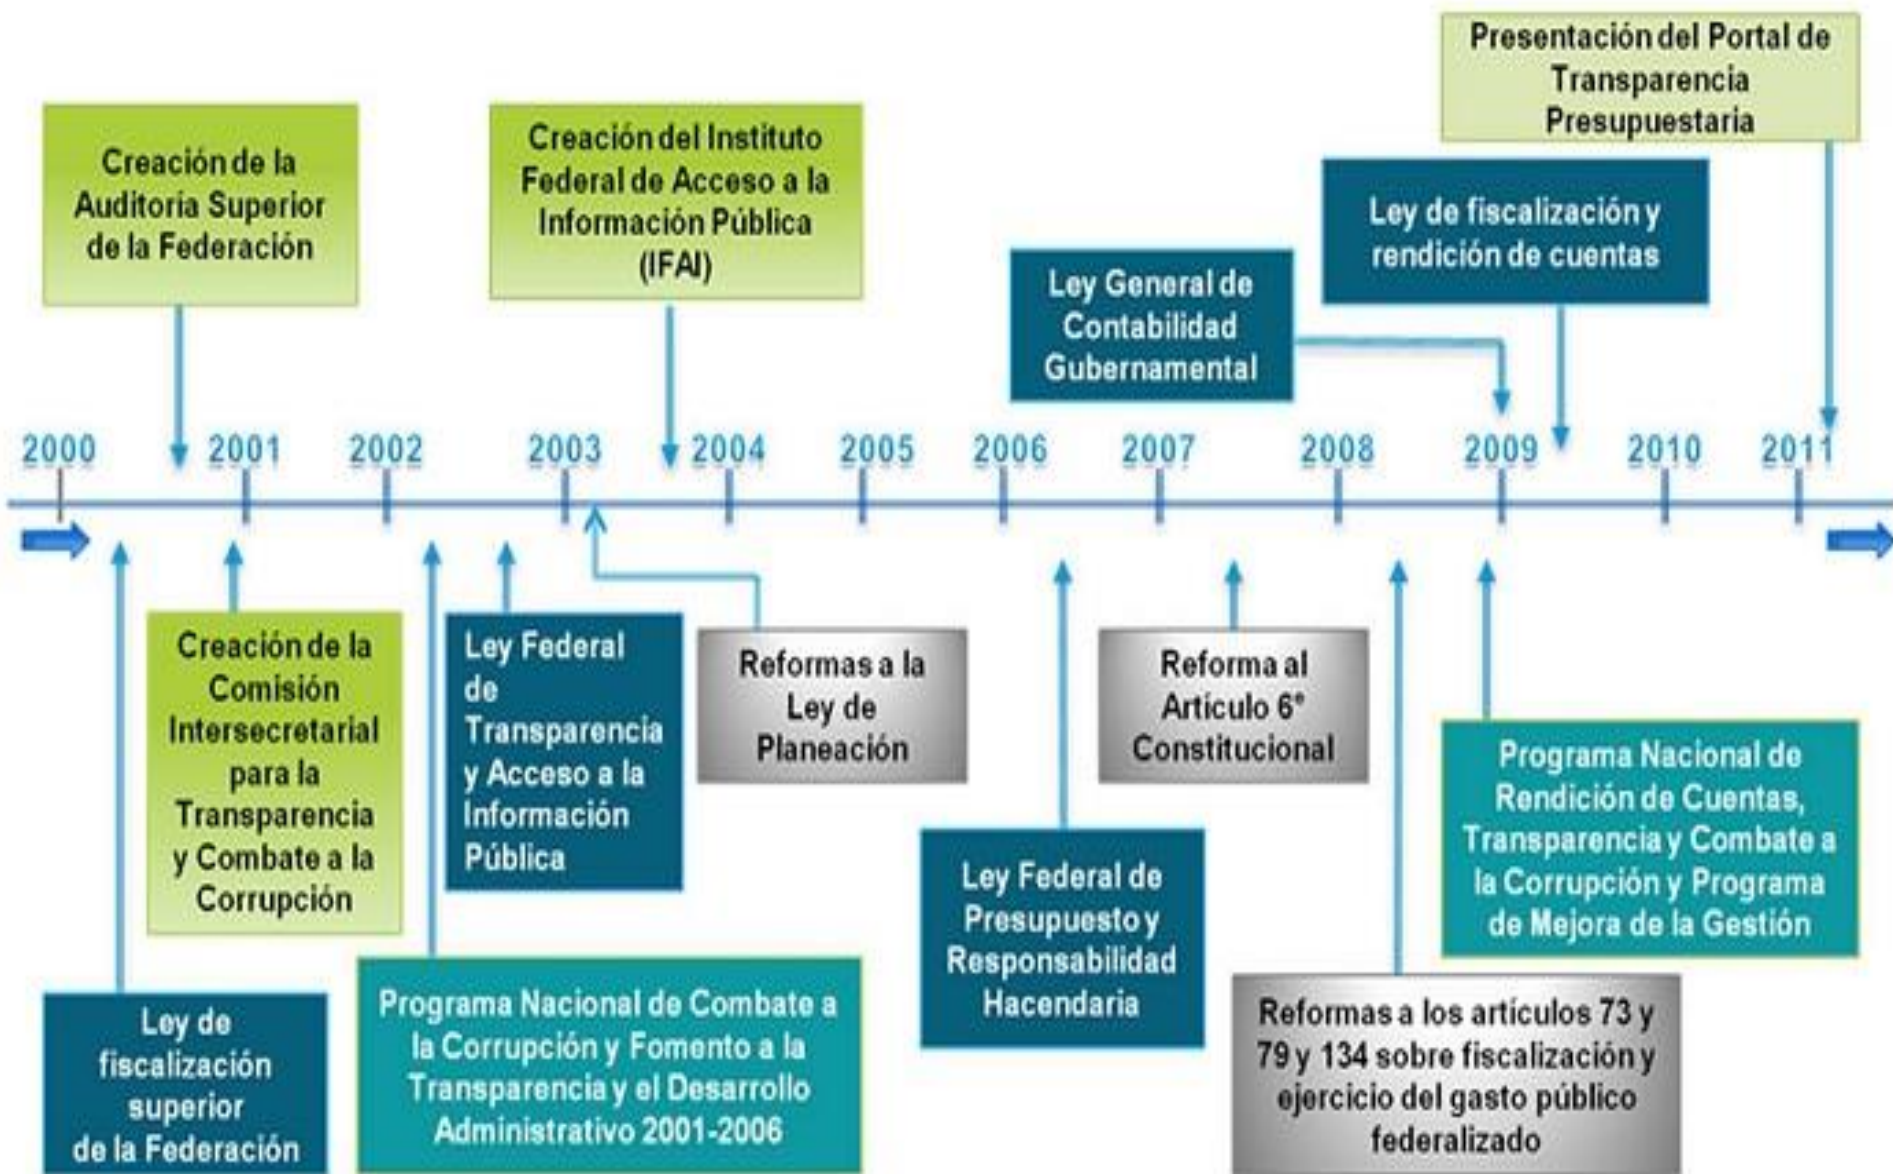 Presentación del Portal de
Transparencia
Presupuestaria
Creación de la
Auditoría Superior
de la Federación
Creación del Instituto
Federal de Acceso a la
Información Pública
(IFAI)
Ley de fiscalización y
rendición de cuentas
Ley General de
Contabilidad
Gubernamental
2000 2001 2002 2003 2004 2005 2006 2007 2008 2009 2010 2011
Creación de la
Comisión
Intersecretarial
para la
Transparencia
y Combate a la
Corrupción
Ley Federal
de
Transparencia
y Acceso a la
Información
Pública
Reformas a la
Ley de
Planeación
Reforma al
Artículo 6°
Constitucional
Programa Nacional de
Rendición de Cuentas,
Transparencia y Combate a
la Corrupción y Programa
de Mejora de la Gestión
Ley Federal de
Presupuesto y
Responsabilidad
Hacendaria
Ley de
fiscalización
superior
de la Federación
Programa Nacional de Combate a
la Corrupción y Fomento a la
Transparencia y el Desarrollo
Administrativo 2001-2006
Reformas a los artículos 73 y
79 y 134 sobre fiscalización y
ejercicio del gasto público
federalizado